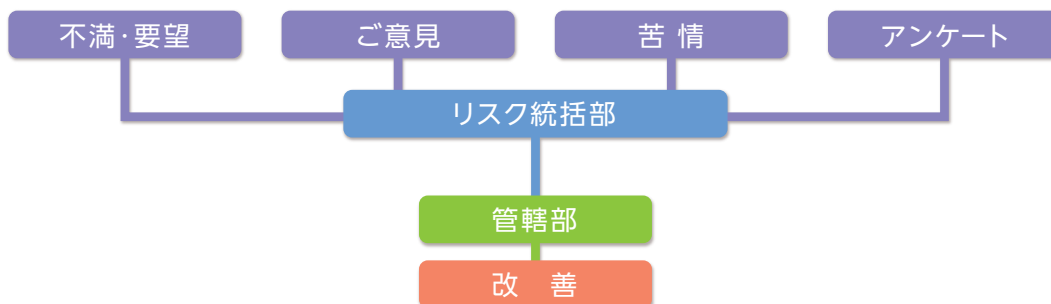 不満・要望
ご意見
苦 情
アンケート
リスク統括部
管轄部
改　善